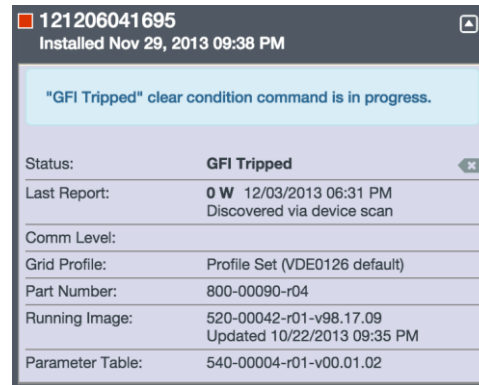 121206041695
Installed Nov 29, 2013 09:38 PM
"GFI Tripped" clear condition command is in progress.
Status: GFI Tripped
Last Report: 0 W 12/03/2013 06:31 PM
Discovered via device scan
Comm Level:
Grid Profile: Profile Set (VDE0126 default)
Part Number: 800-00090-r04
Running Image: 520-00042-r01-v98.17.09
Updated 10/22/2013 09:35 PM
Parameter Table: 540-00004-r01-v00.01.02